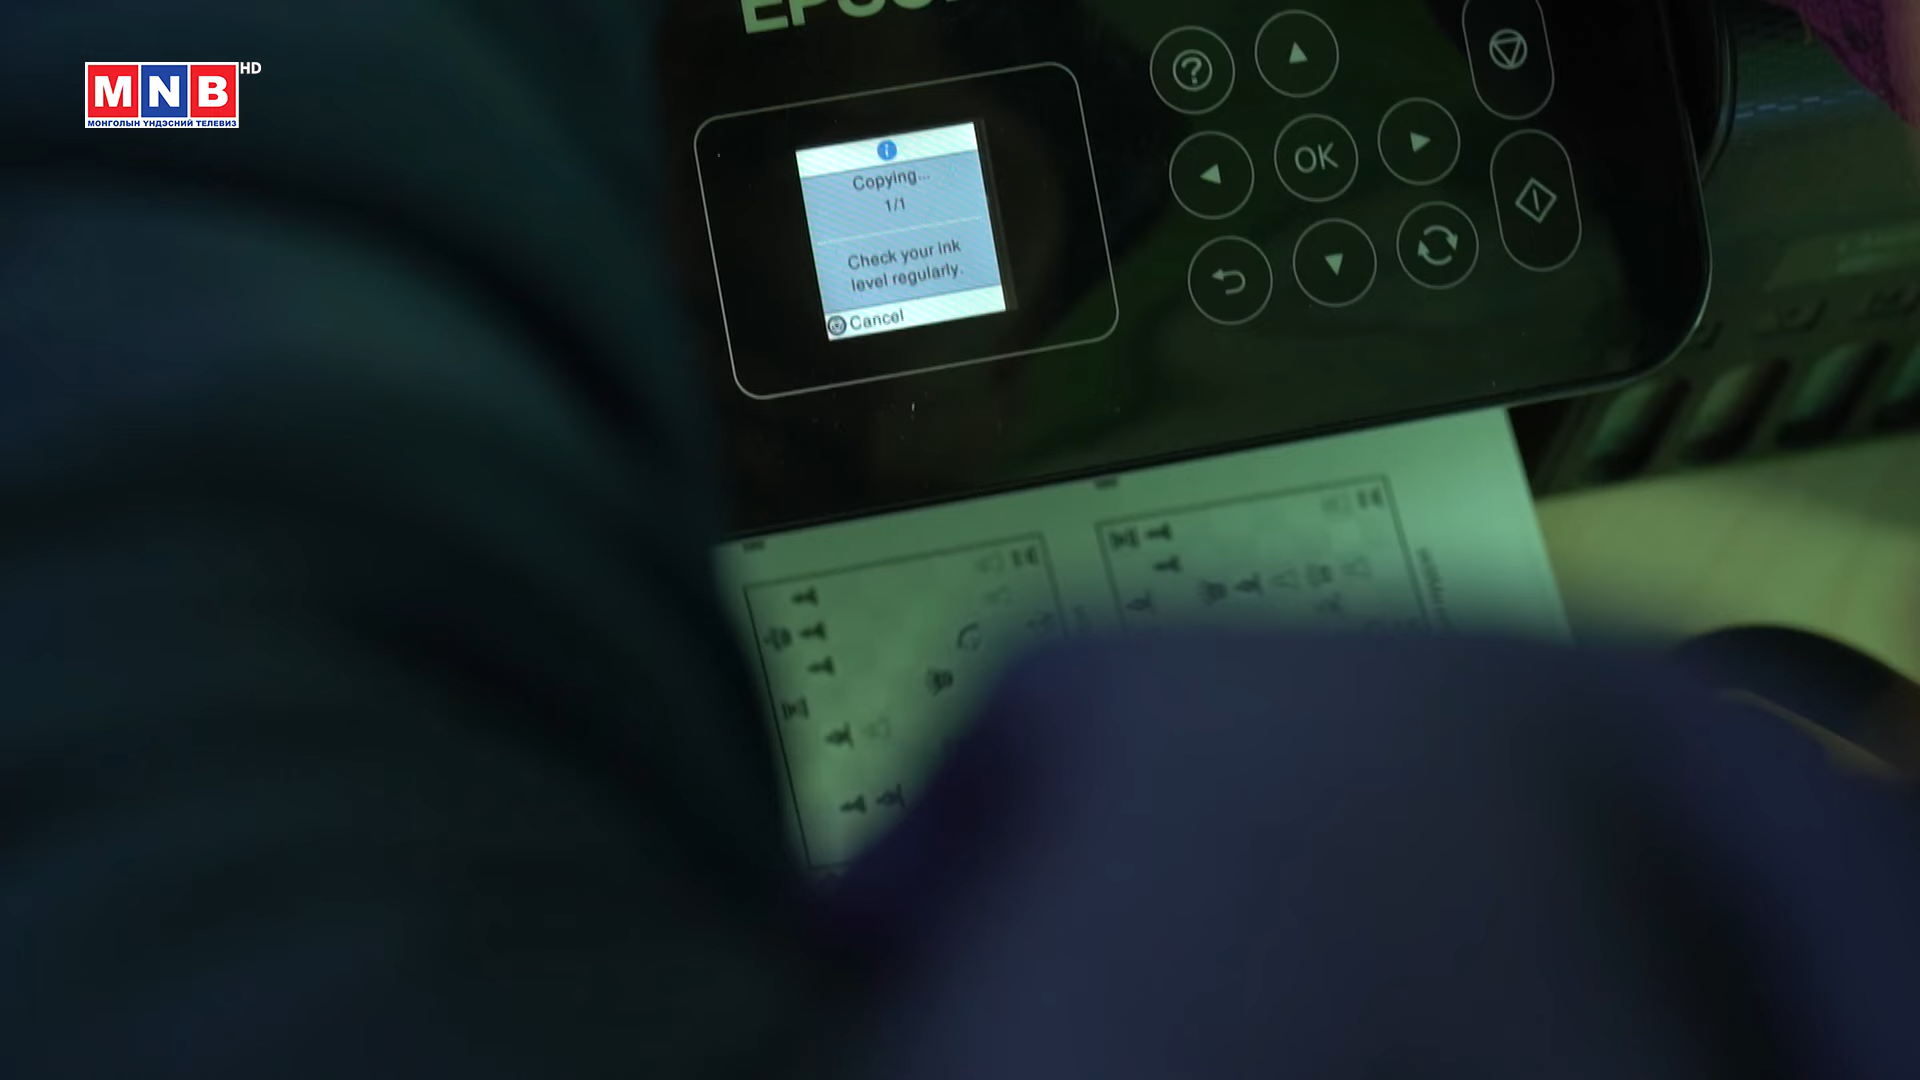 MNB HD
МОНГОЛЫН ҮНДЭСНИЙ ТЕЛЕВИЗ
Copying...
1/1
Check your ink
level regularly.
Cancel
OK